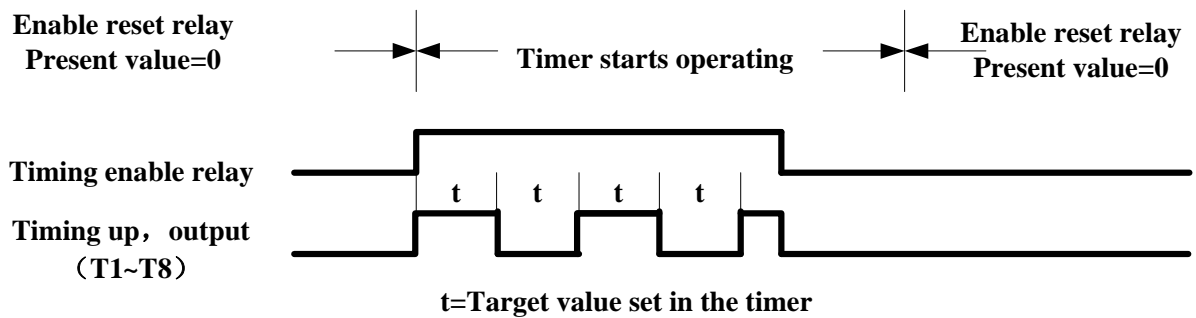 Enable reset relay
Present value=0
Timer starts operating
Enable reset relay
Present value=0
Timing enable relay
t t t t
Timing up，output
（T1~T8）
t=Target value set in the timer